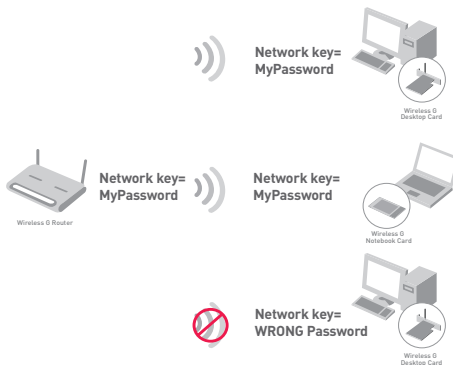 Network key=
MyPassword
Wireless G
Desktop Card
Network key=
MyPassword
Wireless G Router
Network key=
MyPassword
Wireless G
Notebook Card
Network key=
WRONG Password
Wireless G
Desktop Card